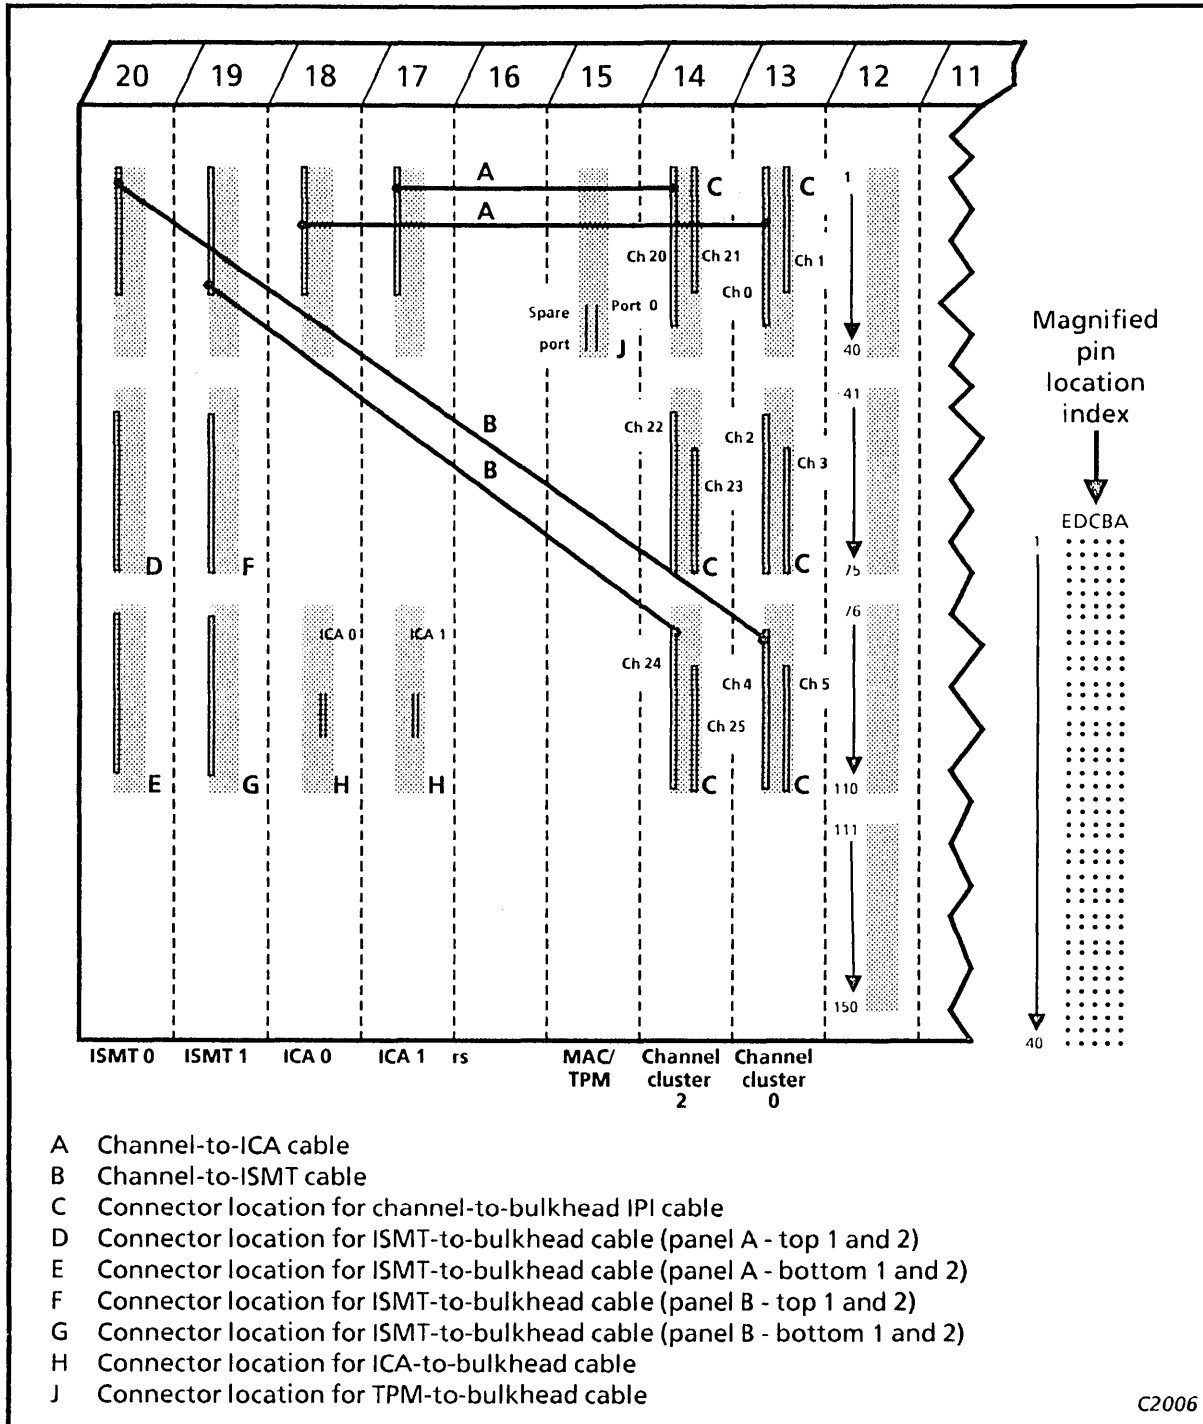 20 19 18 17 16 15 14 13 12 11
A
C
C
1
A
Ch 20
Ch 21
Ch 1
Ch 0
Spare
port
Port 0
J
40
Magnified
pin
location
index
41
Ch 22
Ch 2
B
B
Ch 3
Ch 23
EDCBA
1
D
F
C
C
75
76
ICA 0
ICA 1
Ch 24
Ch 4
Ch 5
Ch 25
E
G
H
H
C
C
110
111
150
40
ISMT 0
ISMT 1
ICA 0
ICA 1
rs
MAC/
TPM
Channel
cluster
2
Channel
cluster
0
A Channel-to-ICA cable
B Channel-to-ISMT cable
C Connector location for channel-to-bulkhead IPI cable
D Connector location for ISMT-to-bulkhead cable (panel A - top 1 and 2)
E Connector location for ISMT-to-bulkhead cable (panel A - bottom 1 and 2)
F Connector location for ISMT-to-bulkhead cable (panel B - top 1 and 2)
G Connector location for ISMT-to-bulkhead cable (panel B - bottom 1 and 2)
H Connector location for ICA-to-bulkhead cable
J Connector location for TPM-to-bulkhead cable
C2006